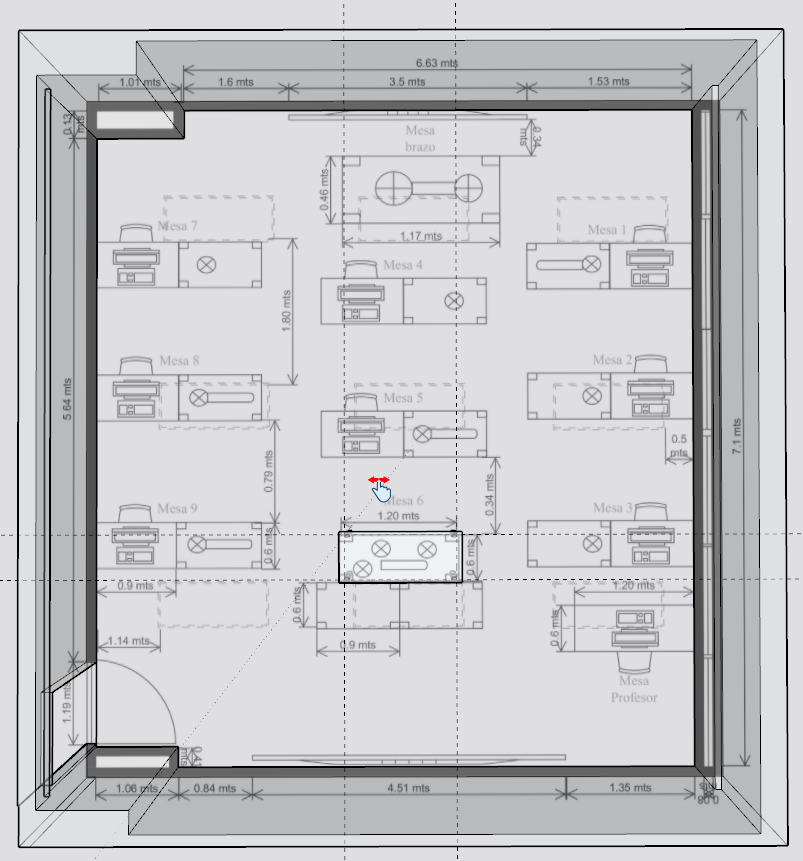 6.63 mts
1.01 mts
1.6 mts
3.5 mts
1.53 mts
0.13 mts
Mesa
brazo
0.34 mts
0.46 mts
1.17 mts
7.1 mts
Mesa 7
Mesa 1
Mesa 4
1.80 mts
Mesa 8
Mesa 2
Mesa 5
5.64 mts
0.5
mts
0.79 mts
0.34 mts
Mesa 6
Mesa 9
1.20 mts
Mesa 3
0.6 mts
0.6 mts
0.9 mts
1.20 mts
0.6 mts
0.6 mts
1.14 mts
0.9 mts
Mesa
Profesor
1.19 mts
0.41 mts
1.06 mts
0.84 mts
4.51 mts
1.35 mts